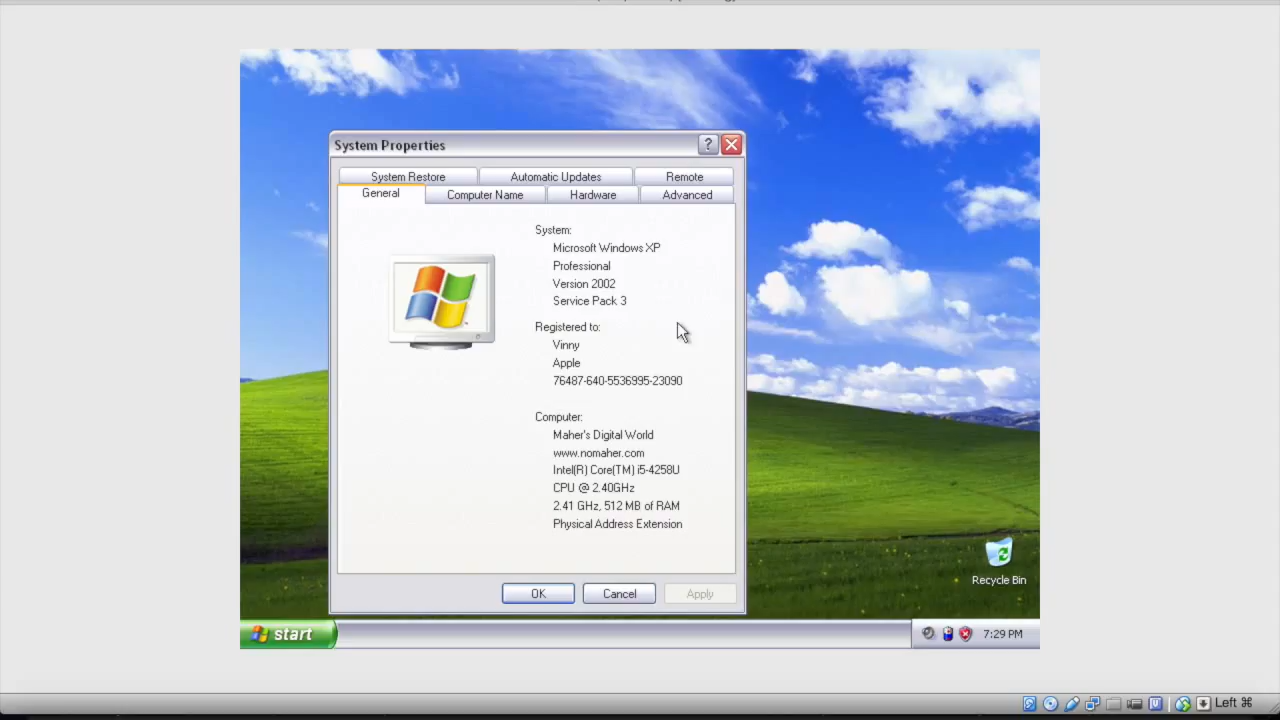 System Properties
System Restore
Automatic Updates
Remote
General
Computer Name
Hardware
Advanced
System:
Microsoft Windows XP
Professional
Version 2002
Service Pack 3
Registered to:
Vinny
Apple
76487-640-5536995-23090
Computer:
Maher's Digital World
www.nomaher.com
Intel(R) Core(TM) i5-4258U
CPU @ 2.40GHz
2.41 GHz, 512 MB of RAM
Physical Address Extension
OK
Cancel
Apply
Recycle Bin
start
7:29 PM
Left ⌘